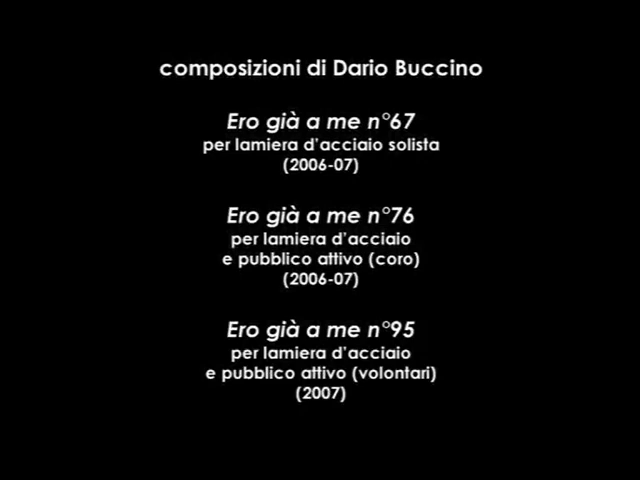 composizioni di Dario Buccino
Ero già a me n°67
per lamiera d'acciaio solista
(2006-07)
Ero già a me n°76
per lamiera d'acciaio
e pubblico attivo (coro)
(2006-07)
Ero già a me n°95
per lamiera d'acciaio
e pubblico attivo (volontari)
(2007)